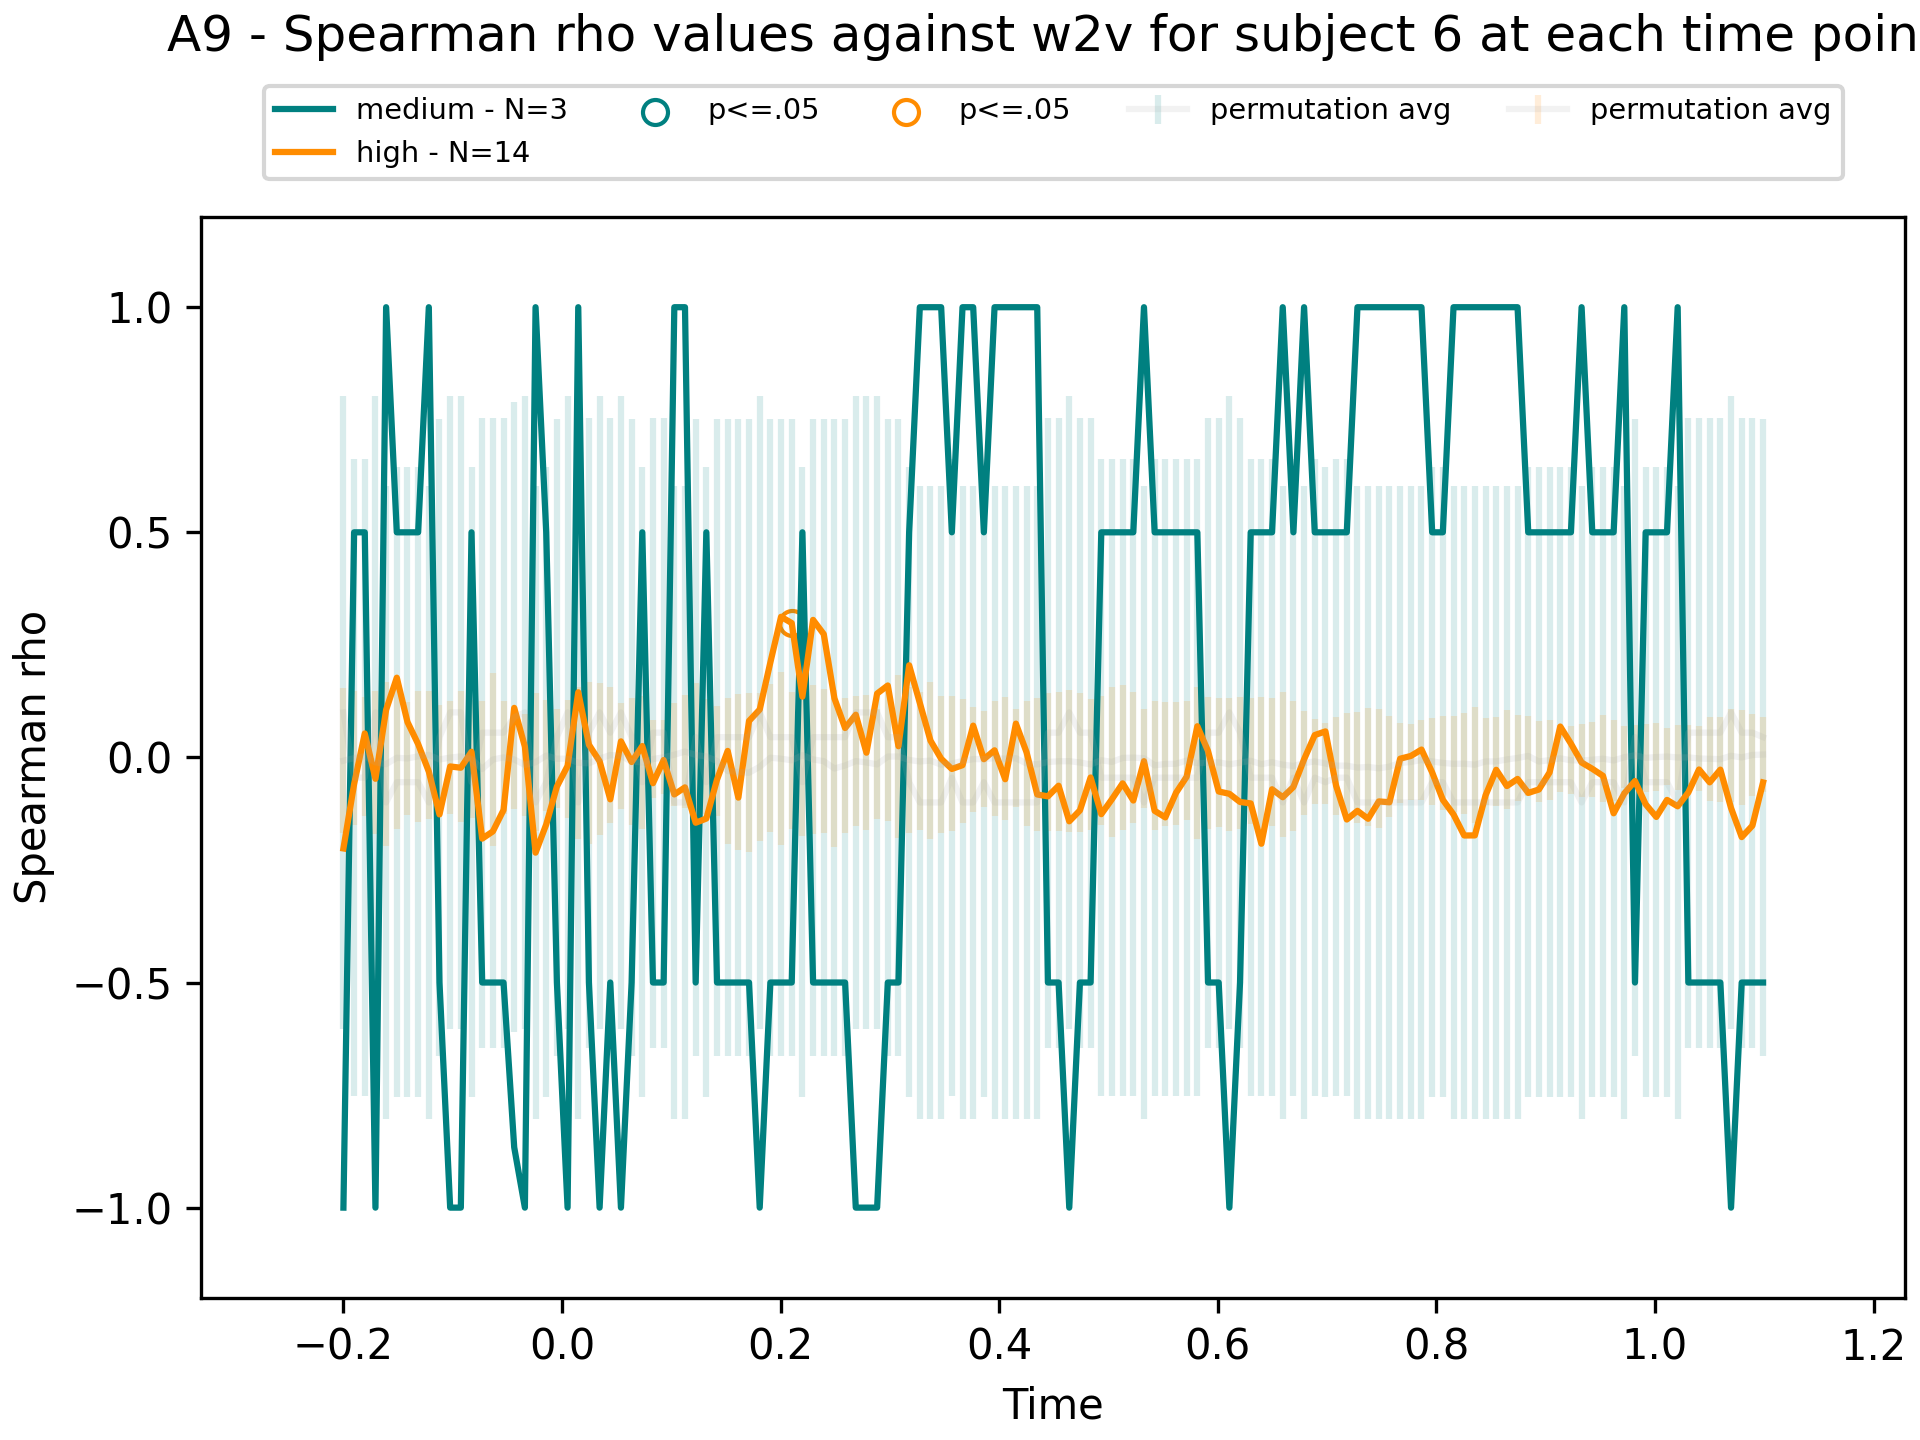 A9 - Spearman rho values against w2v for subject 6 at each time poin
medium - N=3
high - N=14
p<=.05
p<=.05
permutation avg
permutation avg
Spearman rho
1.0
0.5
0.0
−0.5
−1.0
−0.2 0.0 0.2 0.4 0.6 0.8 1.0 1.2
Time